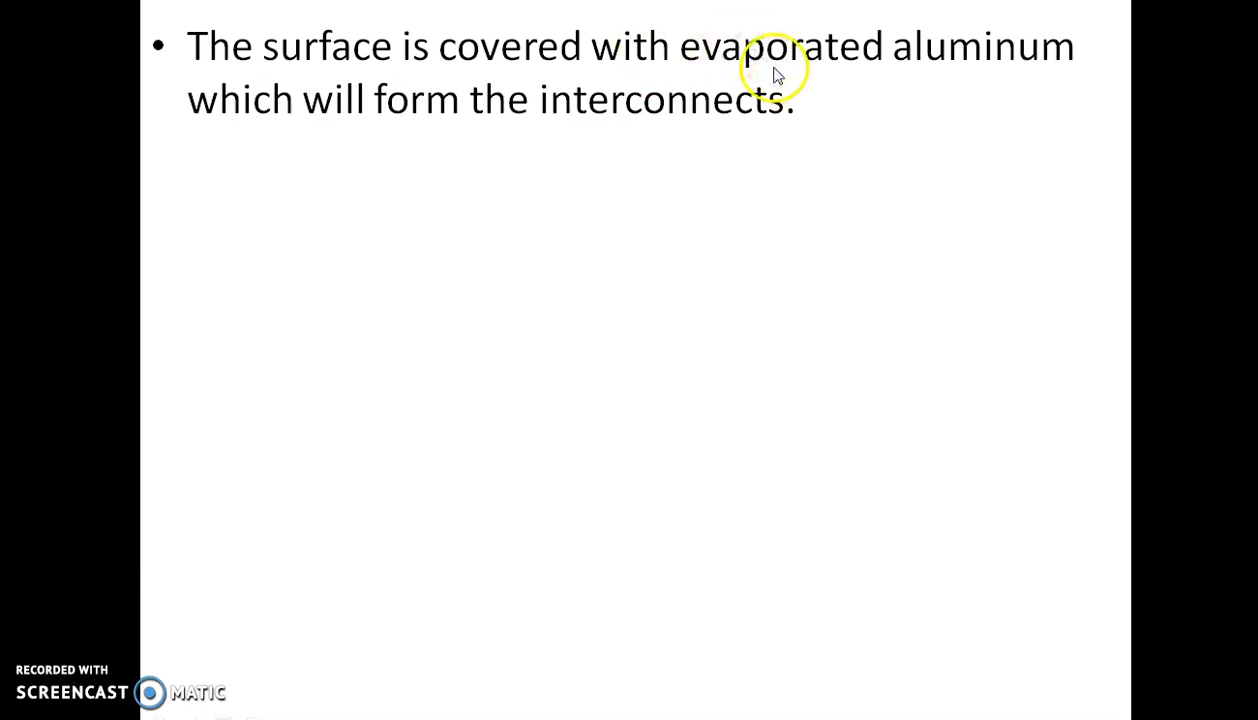 • The surface is covered with evaporated aluminum
which will form the interconnects.
RECORDED WITH
SCREENCAST MATIC